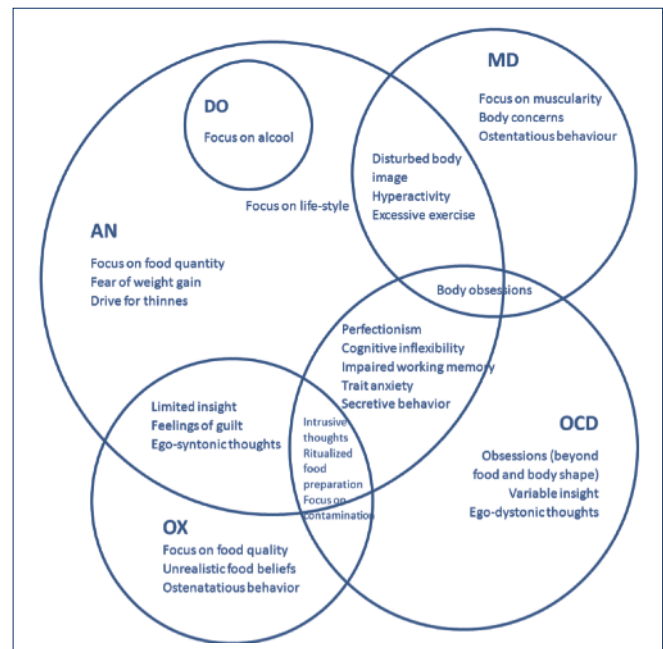 MD
Focus on muscularity
Body concerns
Ostentatious behaviour
DO
Focus on alcool
Disturbed body
image
Hyperactivity
Excessive exercise
Focus on life-style
AN
Focus on food quantity
Fear of weight gain
Drive for thinnes
Body obsessions
Perfectionism
Cognitive inflexibility
Impaired working memory
Trait anxiety
Secretive behavior
Limited insight
Feelings of guilt
Ego-syntonic thoughts
Intrusive
thoughts
Ritualized
food
preparation
Focus on
contamination
OCD
Obsessions (beyond
food and body shape)
Variable insight
Ego-dystonic thoughts
OX
Focus on food quality
Unrealistic food beliefs
Ostenatatious behavior